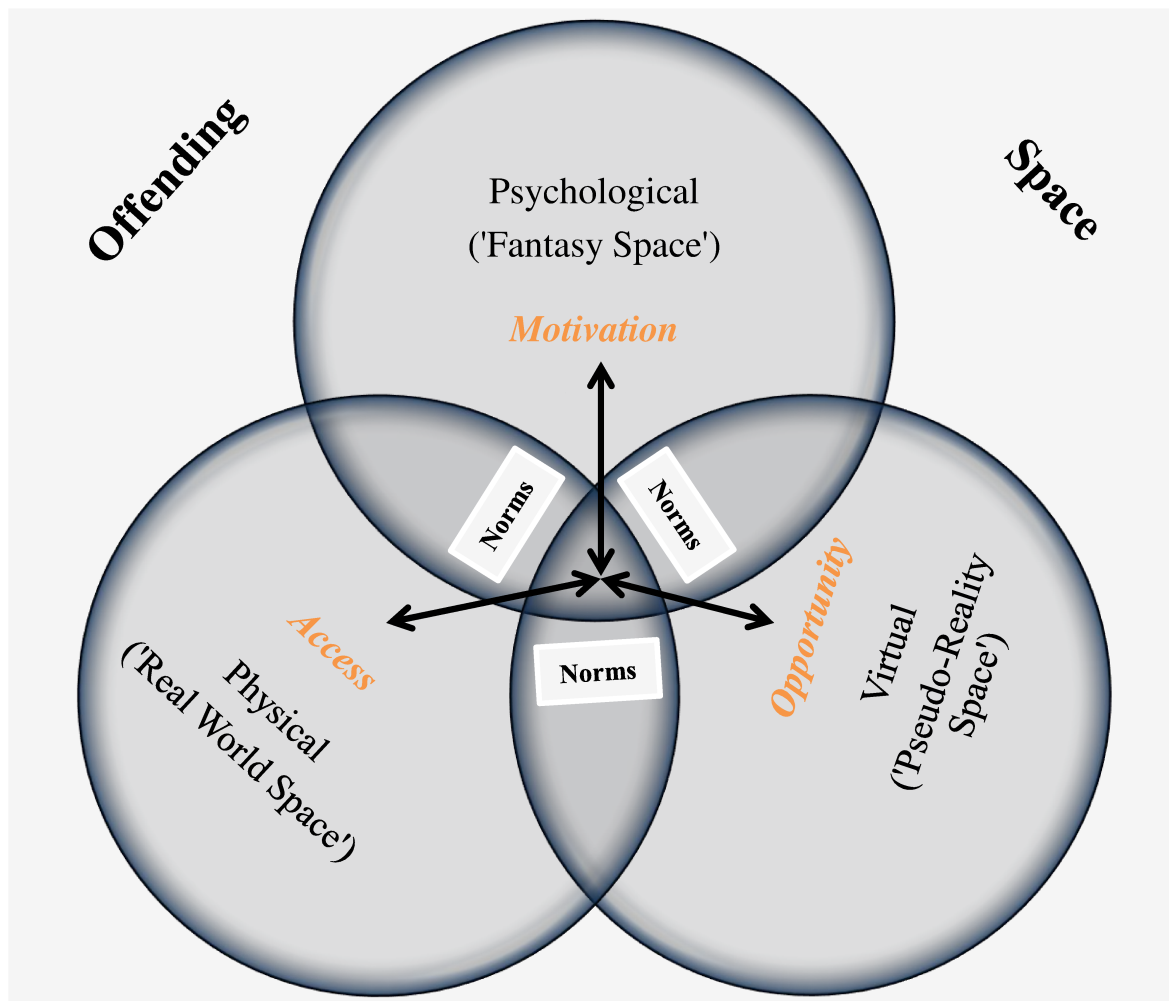 Offending
Space
Psychological
('Fantasy Space')
Motivation
Norms
Norms
Access
Physical
('Real World Space')
Norms
Opportunity
Virtual
('Pseudo-Reality
Space')